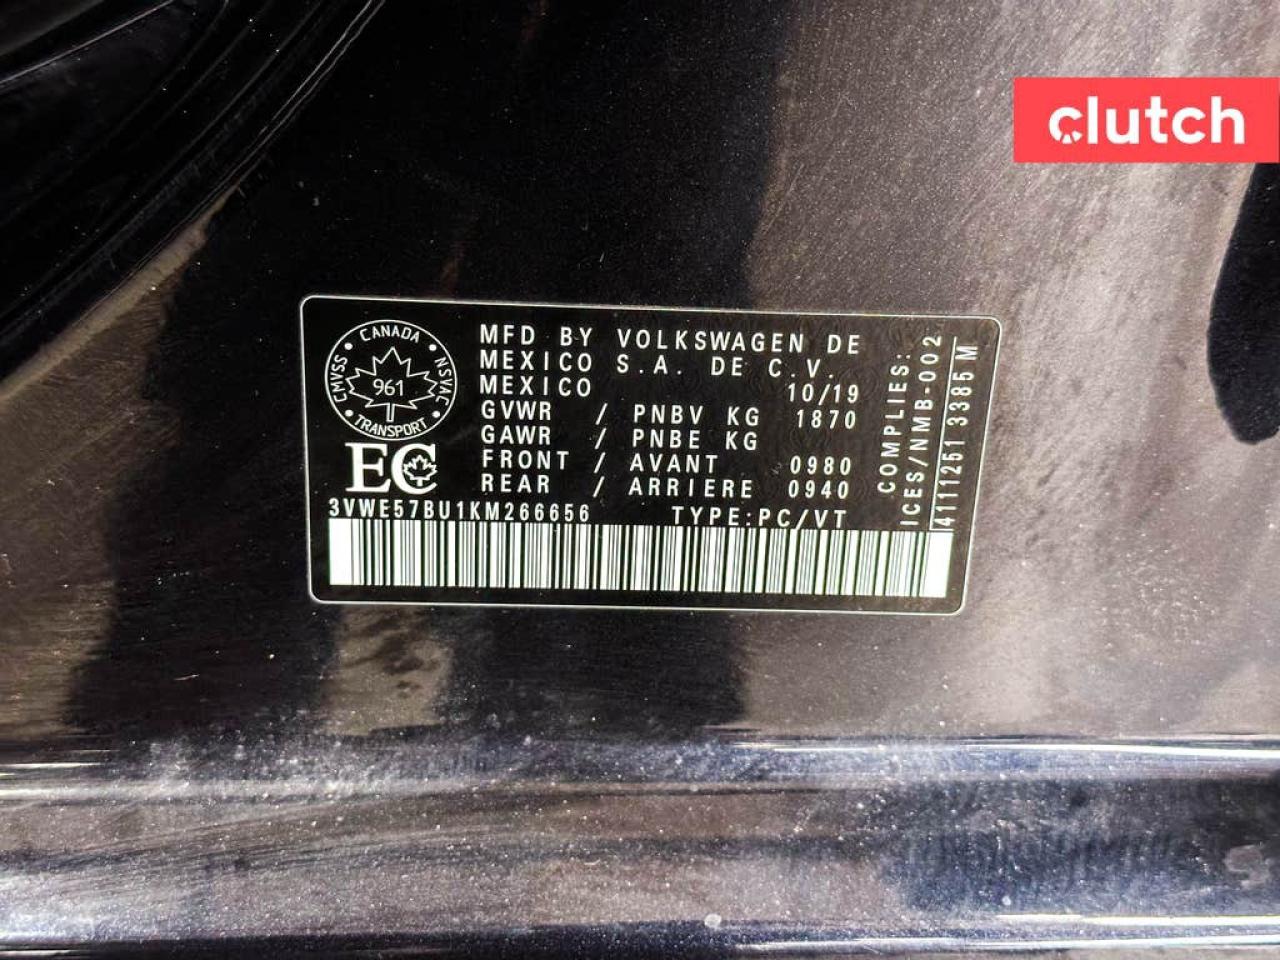 clutch
CANADA
CMVSS
NSVAC
961
TRANSPORT
EC
MFD BY VOLKSWAGEN DE
MEXICO S.A. DE C.V.
MEXICO 10/19
GVWR / PNBV KG 1870
GAWR / PNBE KG
FRONT / AVANT 0980
REAR / ARRIERE 0940
3VWE57BU1KM266656 TYPE:PC/VT
COMPLIES:
ICES/NMB-002
4111251 3385 M